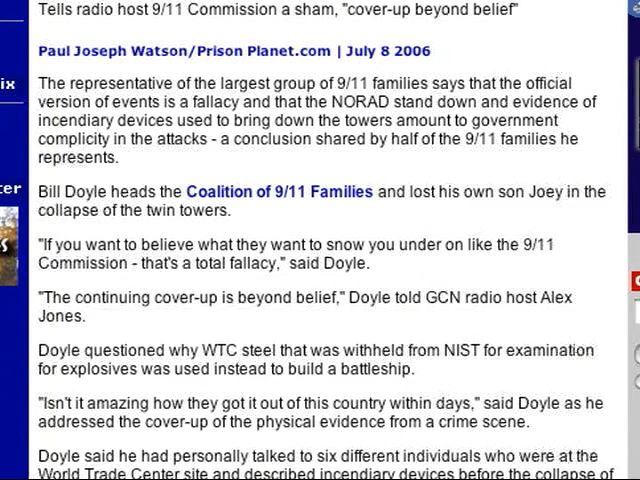 Tells radio host 9/11 Commission a sham, "cover-up beyond belief"
Paul Joseph Watson/Prison Planet.com | July 8 2006
The representative of the largest group of 9/11 families says that the official
version of events is a fallacy and that the NORAD stand down and evidence of
incendiary devices used to bring down the towers amount to government
complicity in the attacks - a conclusion shared by half of the 9/11 families he
represents.
Bill Doyle heads the Coalition of 9/11 Families and lost his own son Joey in the
collapse of the twin towers.
"If you want to believe what they want to snow you under on like the 9/11
Commission - that's a total fallacy," said Doyle.
"The continuing cover-up is beyond belief," Doyle told GCN radio host Alex
Jones.
Doyle questioned why WTC steel that was withheld from NIST for examination
for explosives was used instead to build a battleship.
"Isn't it amazing how they got it out of this country within days," said Doyle as he
addressed the cover-up of the physical evidence from a crime scene.
Doyle said he had personally talked to six different individuals who were at the
World Trade Center site and described incendiary devices before the collapse of
ix
ter
s